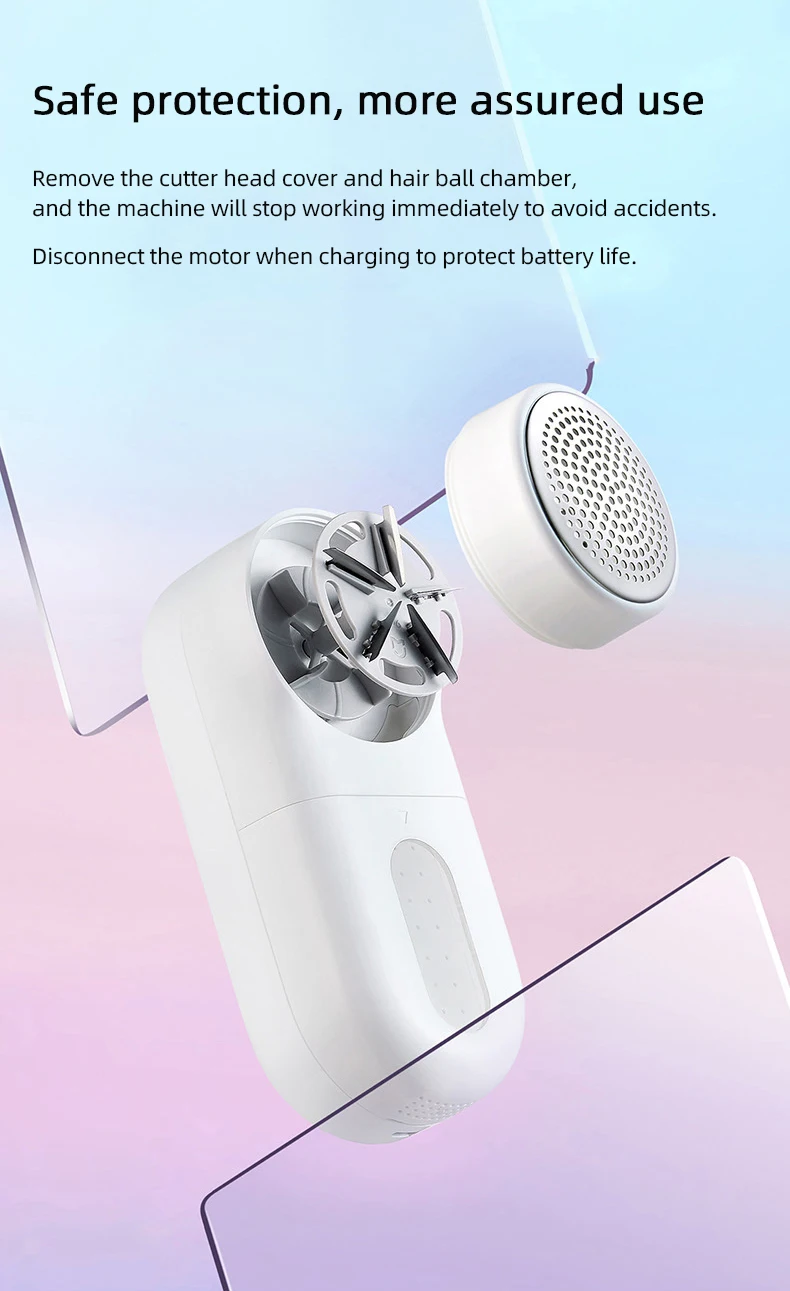 Safe protection, more assured use
Remove the cutter head cover and hair ball chamber,
and the machine will stop working immediately to avoid accidents.
Disconnect the motor when charging to protect battery life.